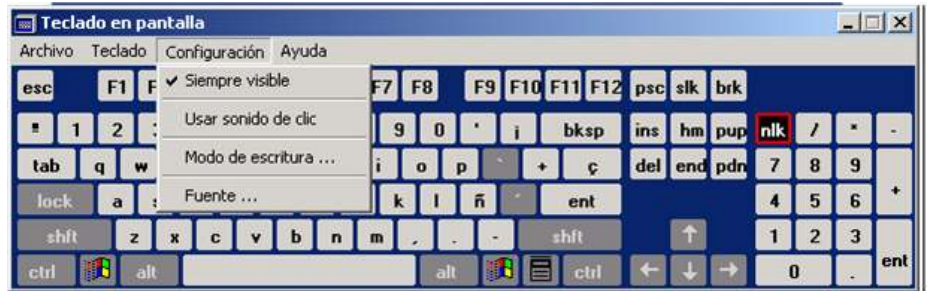 Teclado en pantalla
Archivo Teclado Configuración Ayuda
✔ Siempre visible
Usar sonido de clic
Modo de escritura ...
Fuente ...
esc F1 F F7 F8 F9 F10 F11 F12 psc slk brk
1 2 9 0 ' ¡ bksp ins hm pup nlk / * -
tab q w i o p ` + ç del end pdn 7 8 9 +
lock a k l ñ ´ ent 4 5 6
shft z x c v b n m , . - shft ↑ 1 2 3 ent
ctrl alt alt ctrl ← ↓ → 0 .